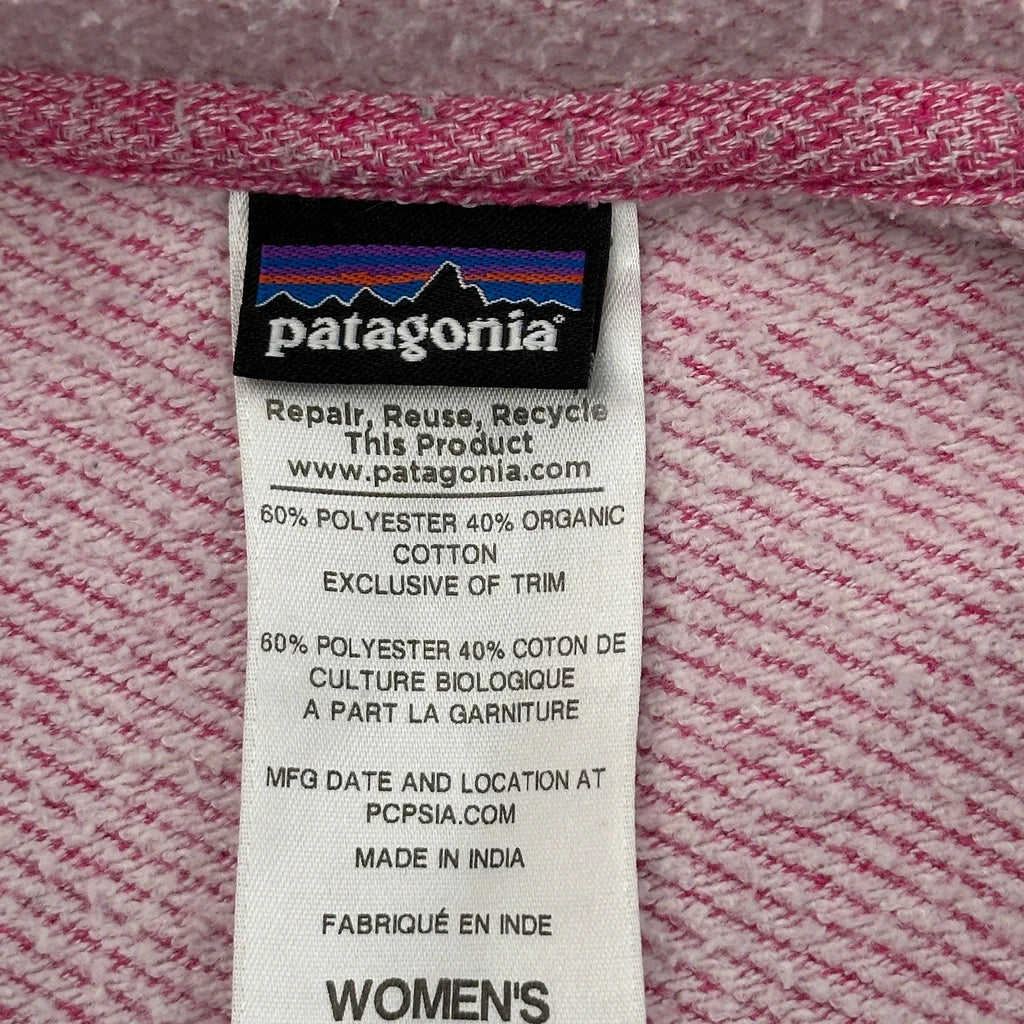 patagonia®
Repair, Reuse, Recycle
This Product
www.patagonia.com
60% POLYESTER 40% ORGANIC
COTTON
EXCLUSIVE OF TRIM
60% POLYESTER 40% COTON DE
CULTURE BIOLOGIQUE
A PART LA GARNITURE
MFG DATE AND LOCATION AT
PCPSIA.COM
MADE IN INDIA
FABRIQUÉ EN INDE
WOMEN'S